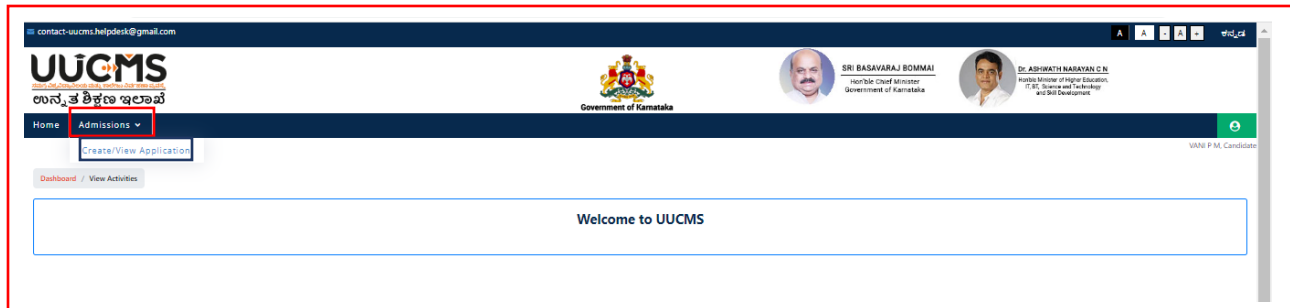 contact-uucms.helpdesk@gmail.com
A A - A + ಕನ್ನಡ
UUCMS
ಉನ್ನತ ಶಿಕ್ಷಣ ಇಲಾಖೆ
Government of Karnataka
SRI BASAVARAJ BOMMAI
Hon'ble Chief Minister
Government of Karnataka
Dr. ASHWATH NARAYAN C N
Hon'ble Minister of Higher Education,
IT, BT, Science and Technology
and Skill Development
Home Admissions
Create/View Application
VANI P M, Candidate
Dashboard / View Activities
Welcome to UUCMS